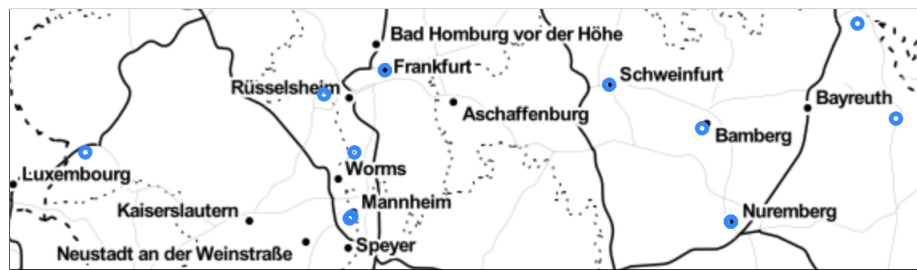 Bad Homburg vor der Höhe
Frankfurt
Schweinfurt
Rüsselsheim
Bayreuth
Aschaffenburg
Bamberg
Luxembourg
Worms
Mannheim
Kaiserslautern
Nuremberg
Speyer
Neustadt an der Weinstraße